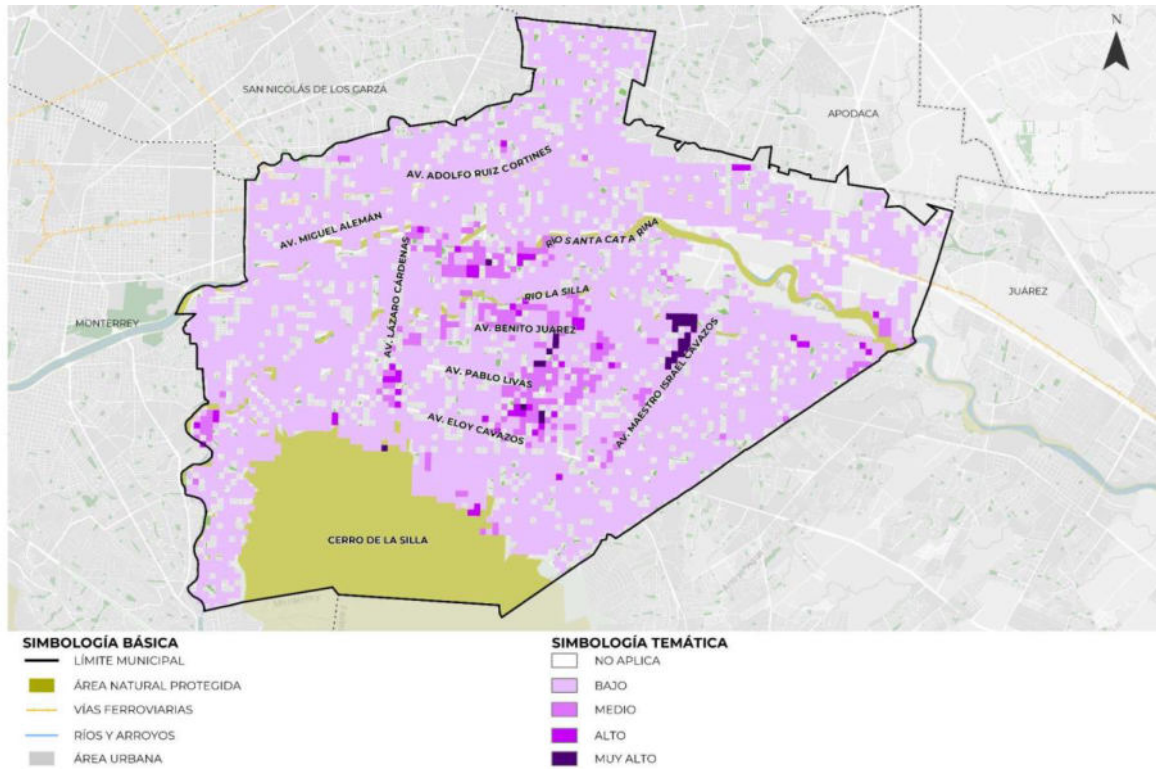 N
SAN NICOLÁS DE LOS GARZA
APODACA
AV. ADOLFO RUIZ CORTINES
AV. MIGUEL ALEMÁN
RÍO SANTA CATARINA
AV. LÁZARO CÁRDENAS
RIO LA SILLA
JUÁREZ
MONTERREY
AV. BENITO JUÁREZ
AV. PABLO LIVAS
AV. MAESTRO ISRAEL CAVAZOS
AV. ELOY CAVAZOS
CERRO DE LA SILLA
SIMBOLOGÍA BÁSICA
LÍMITE MUNICIPAL
ÁREA NATURAL PROTEGIDA
VÍAS FERROVIARIAS
RÍOS Y ARROYOS
ÁREA URBANA
SIMBOLOGÍA TEMÁTICA
NO APLICA
BAJO
MEDIO
ALTO
MUY ALTO